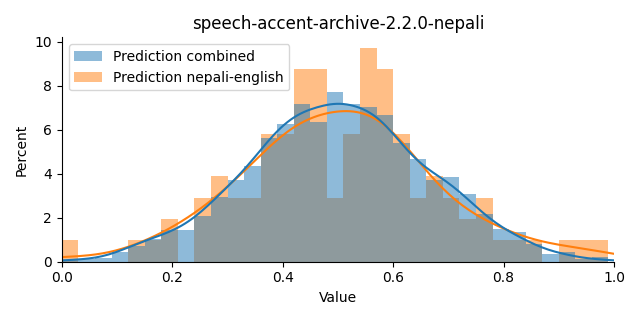 speech-accent-archive-2.2.0-nepali
Prediction combined
Prediction nepali-english
Percent
10
8
6
4
2
0
0.0 0.2 0.4 0.6 0.8 1.0
Value